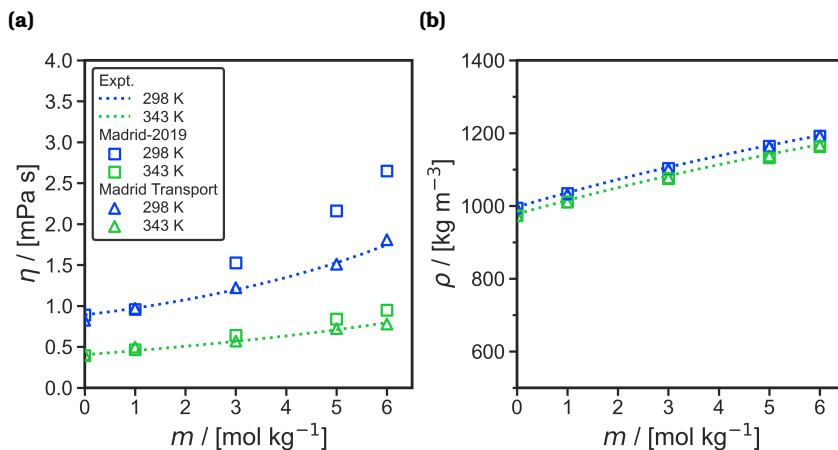 (a)
4.0
3.5
3.0
2.5
2.0
1.5
1.0
0.5
0.0
η / [mPa s]
Expt.
298 K
343 K
Madrid-2019
298 K
343 K
Madrid Transport
298 K
343 K
0 1 2 3 4 5 6
m / [mol kg⁻¹]
(b)
1400
1200
1000
800
600
ρ / [kg m⁻³]
0 1 2 3 4 5 6
m / [mol kg⁻¹]